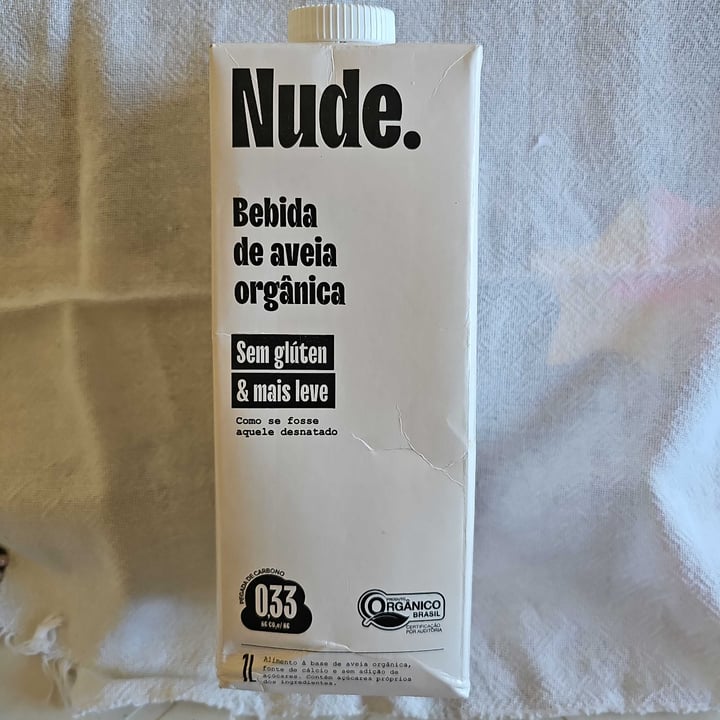 Nude.
Bebida
de aveia
orgânica
Sem glúten
& mais leve
Como se fosse
aquele desnatado
PEGADA DE CARBONO
0,33
KG CO₂e/ KG
PRODUTO
ORGÂNICO
BRASIL
CERTIFICAÇÃO
POR AUDITORIA
1L
Alimento à base de aveia orgânica,
fonte de cálcio e sem adição de
açúcares. Contém açúcares próprios
dos ingredientes.